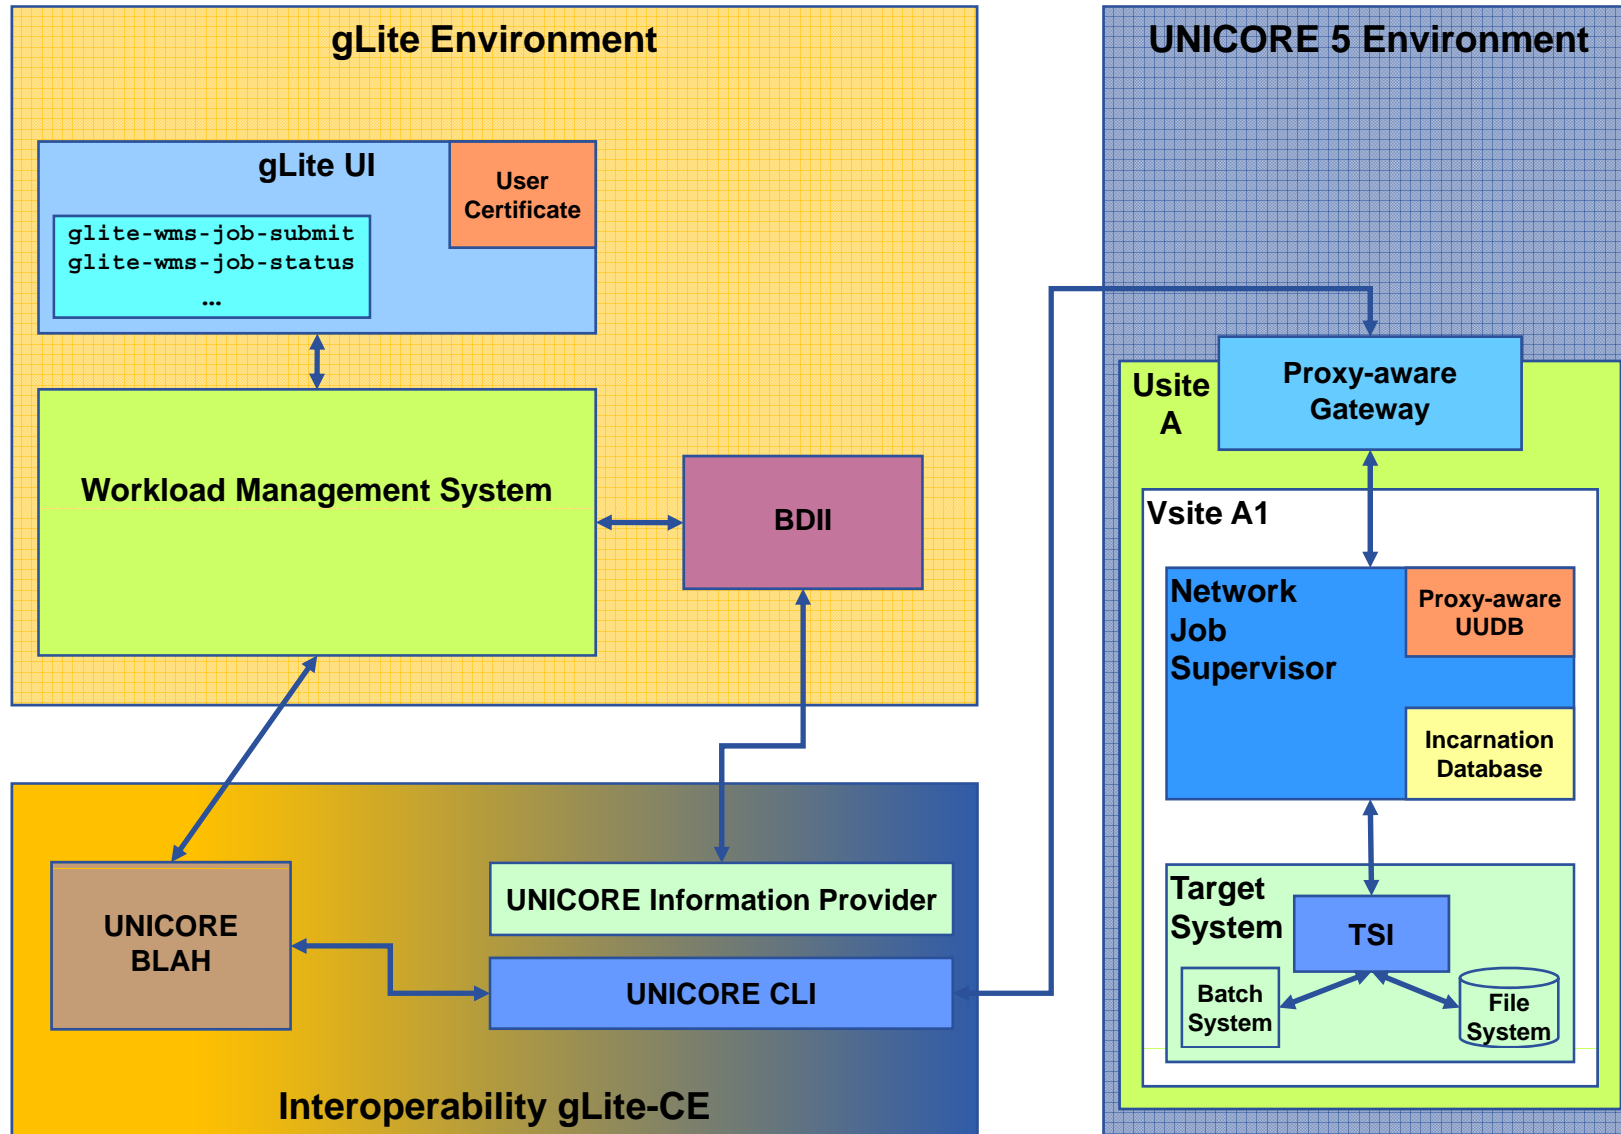 gLite Environment
gLite UI
User
Certificate
glite-wms-job-submit
glite-wms-job-status
...
Workload Management System
BDII
UNICORE
BLAH
UNICORE Information Provider
UNICORE CLI
Interoperability gLite-CE
UNICORE 5 Environment
Usite
A
Proxy-aware
Gateway
Vsite A1
Network
Job
Supervisor
Proxy-aware
UUDB
Incarnation
Database
Target
System
TSI
Batch
System
File
System